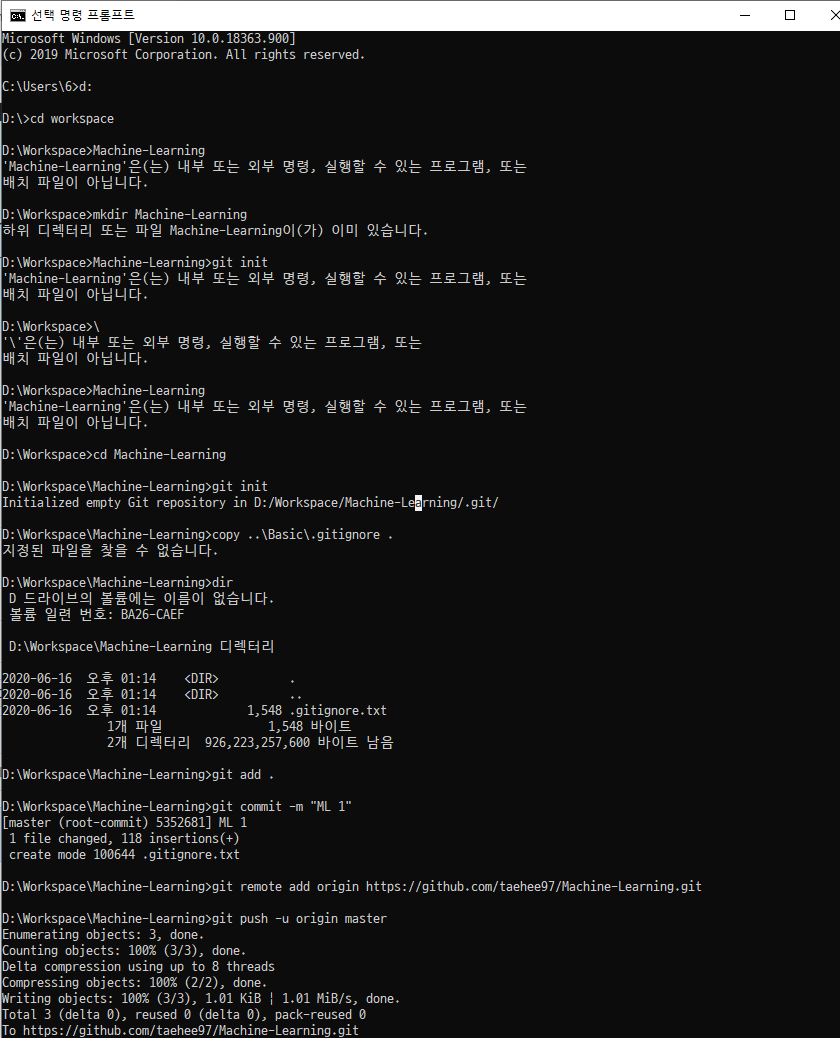 선택 명령 프롬프트
Microsoft Windows [Version 10.0.18363.900]
(c) 2019 Microsoft Corporation. All rights reserved.
C:\Users\6>d:
D:\>cd workspace
D:\Workspace>Machine-Learning
'Machine-Learning'은(는) 내부 또는 외부 명령, 실행할 수 있는 프로그램, 또는
배치 파일이 아닙니다.
D:\Workspace>mkdir Machine-Learning
하위 디렉터리 또는 파일 Machine-Learning이(가) 이미 있습니다.
D:\Workspace>Machine-Learning>git init
'Machine-Learning'은(는) 내부 또는 외부 명령, 실행할 수 있는 프로그램, 또는
배치 파일이 아닙니다.
D:\Workspace>\
'\'은(는) 내부 또는 외부 명령, 실행할 수 있는 프로그램, 또는
배치 파일이 아닙니다.
D:\Workspace>Machine-Learning
'Machine-Learning'은(는) 내부 또는 외부 명령, 실행할 수 있는 프로그램, 또는
배치 파일이 아닙니다.
D:\Workspace>cd Machine-Learning
D:\Workspace\Machine-Learning>git init
Initialized empty Git repository in D:/Workspace/Machine-Learning/.git/
D:\Workspace\Machine-Learning>copy ..\Basic\.gitignore .
지정된 파일을 찾을 수 없습니다.
D:\Workspace\Machine-Learning>dir
D 드라이브의 볼륨에는 이름이 없습니다.
볼륨 일련 번호: BA26-CAEF
D:\Workspace\Machine-Learning 디렉터리
2020-06-16 오후 01:14 <DIR> .
2020-06-16 오후 01:14 <DIR> ..
2020-06-16 오후 01:14 1,548 .gitignore.txt
1개 파일 1,548 바이트
2개 디렉터리 926,223,257,600 바이트 남음
D:\Workspace\Machine-Learning>git add .
D:\Workspace\Machine-Learning>git commit -m "ML 1"
[master (root-commit) 5352681] ML 1
1 file changed, 118 insertions(+)
create mode 100644 .gitignore.txt
D:\Workspace\Machine-Learning>git remote add origin https://github.com/taehee97/Machine-Learning.git
D:\Workspace\Machine-Learning>git push -u origin master
Enumerating objects: 3, done.
Counting objects: 100% (3/3), done.
Delta compression using up to 8 threads
Compressing objects: 100% (2/2), done.
Writing objects: 100% (3/3), 1.01 KiB ¦ 1.01 MiB/s, done.
Total 3 (delta 0), reused 0 (delta 0), pack-reused 0
To https://github.com/taehee97/Machine-Learning.git